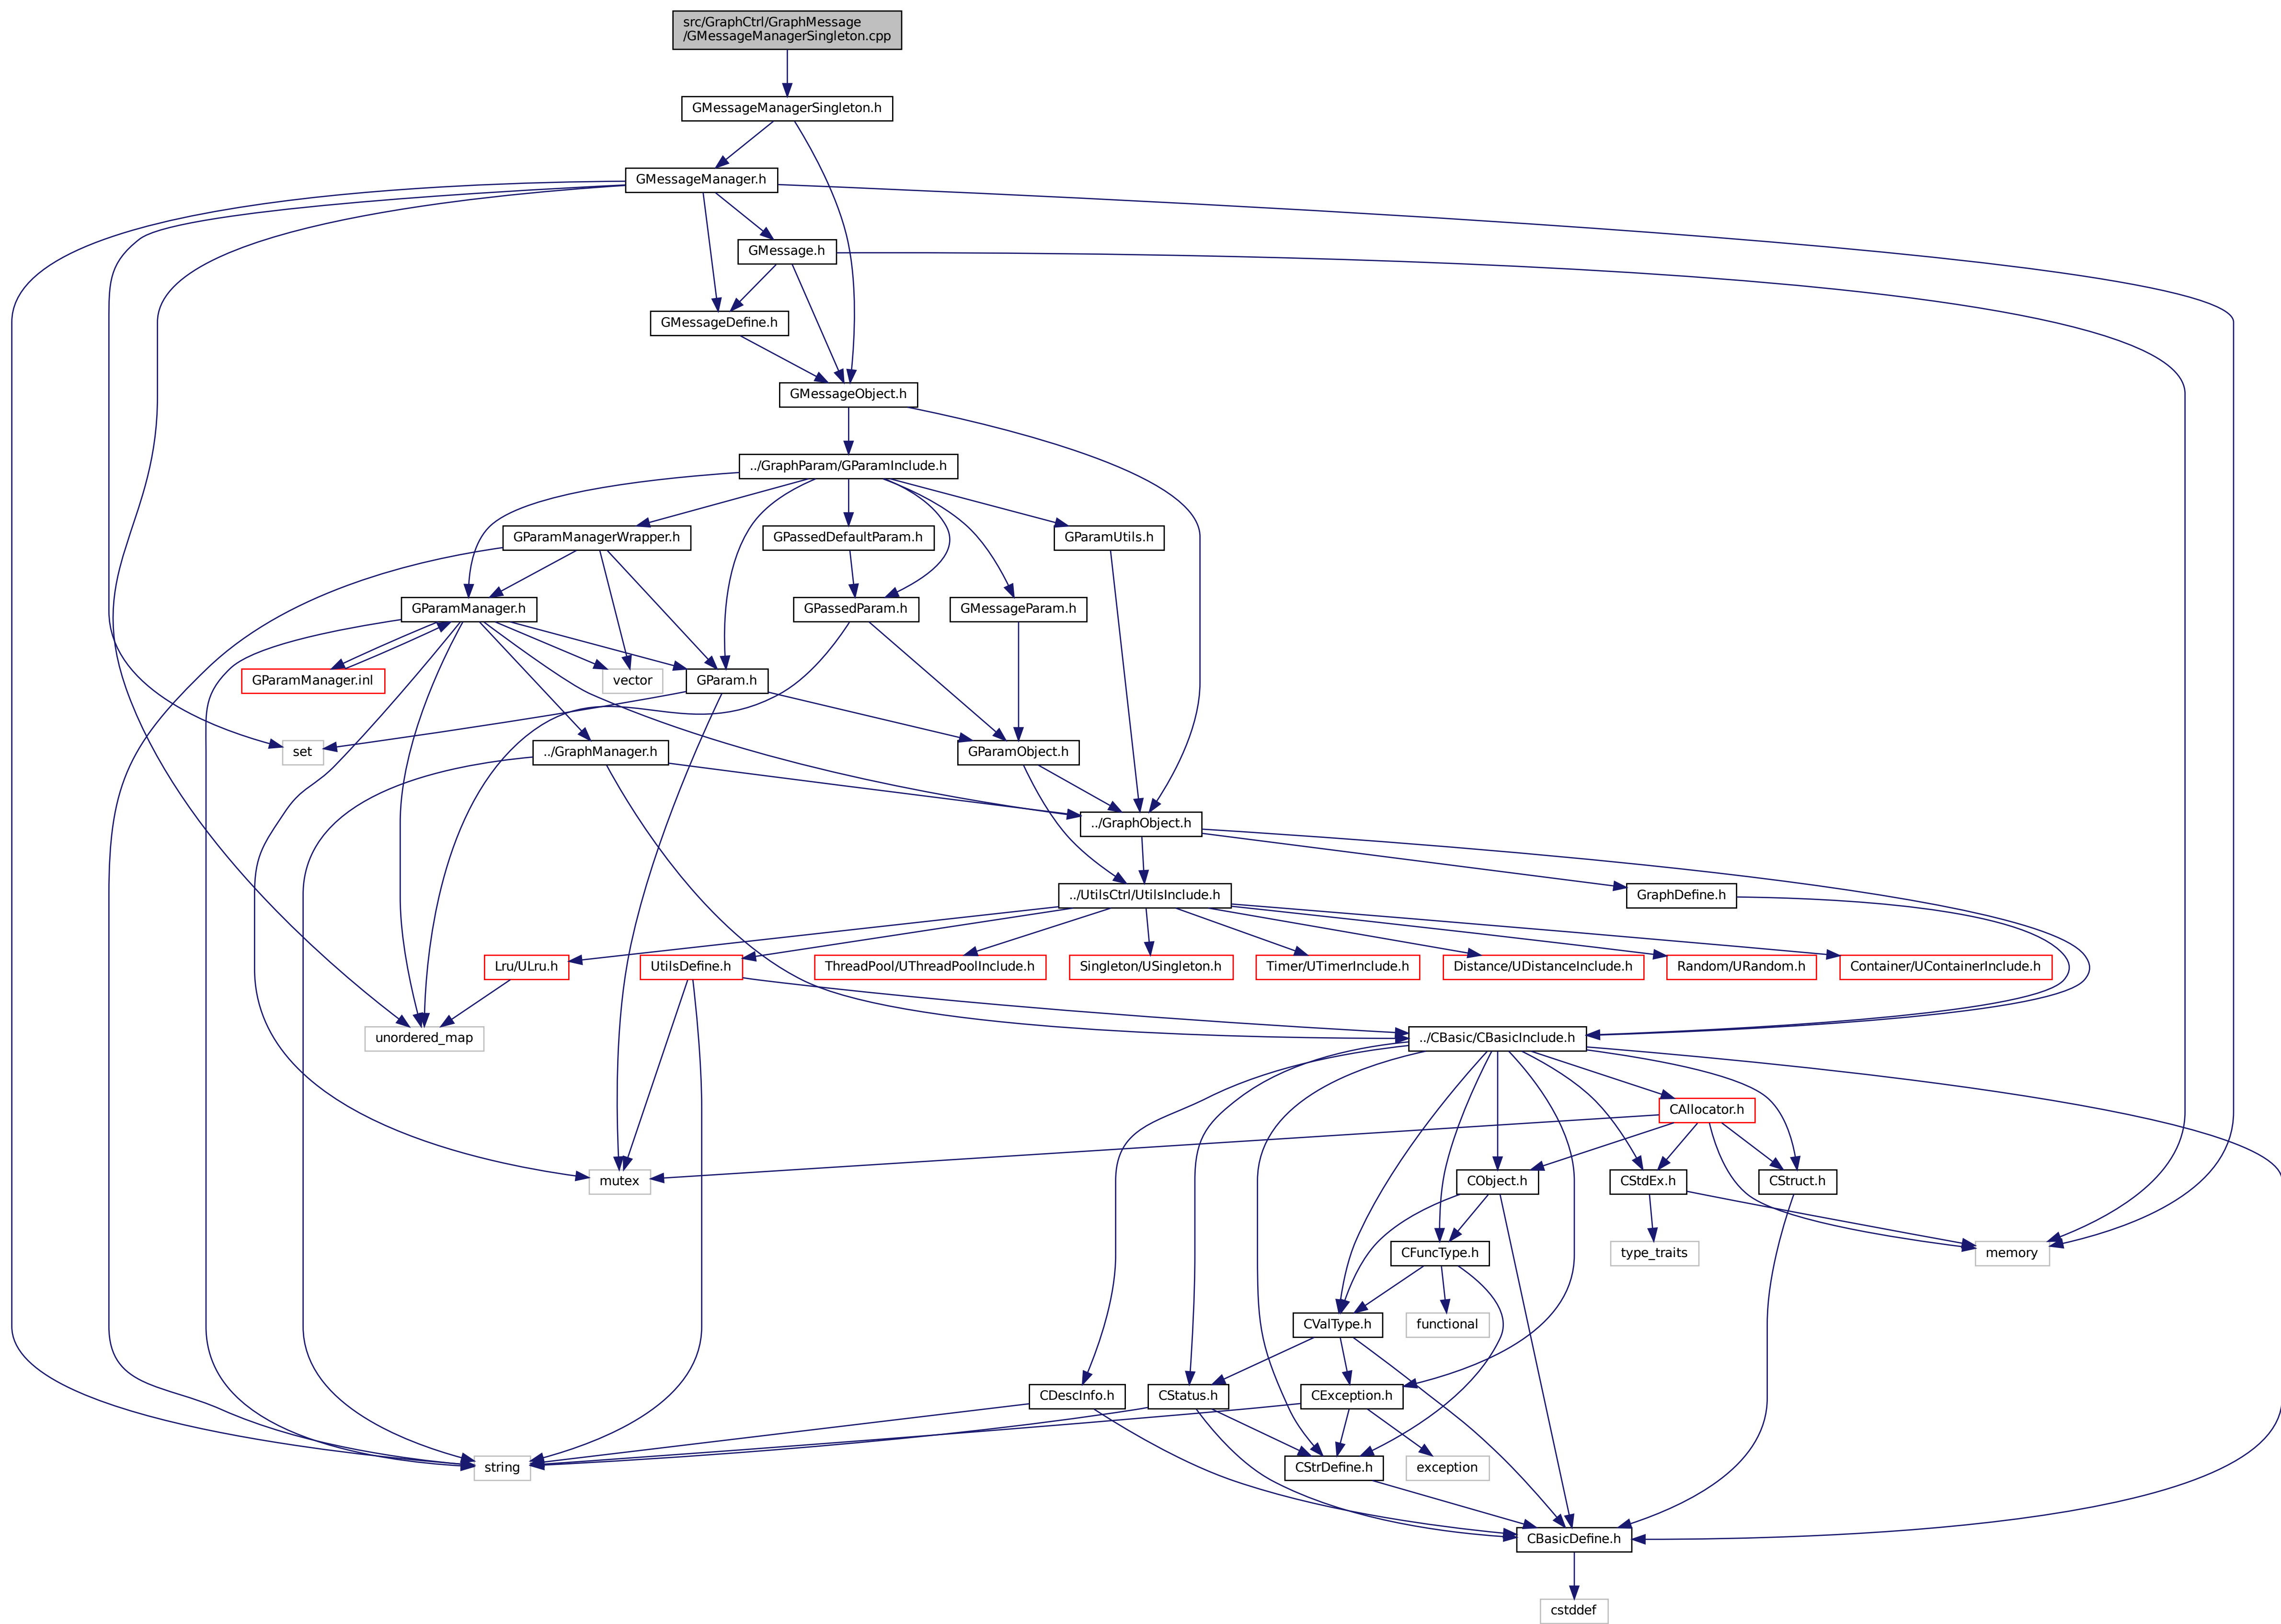 src/GraphCtrl/GraphMessage
/GMessageManagerSingleton.cpp
GMessageManagerSingleton.h
GMessageManager.h
GMessage.h
GMessageDefine.h
GMessageObject.h
../GraphParam/GParamInclude.h
GParamManagerWrapper.h
GPassedDefaultParam.h
GParamUtils.h
GParamManager.h
GPassedParam.h
GMessageParam.h
GParamManager.inl
vector
GParam.h
set
../GraphManager.h
GParamObject.h
../GraphObject.h
../UtilsCtrl/UtilsInclude.h
GraphDefine.h
Lru/ULru.h
UtilsDefine.h
ThreadPool/UThreadPoolInclude.h
Singleton/USingleton.h
Timer/UTimerInclude.h
Distance/UDistanceInclude.h
Random/URandom.h
Container/UContainerInclude.h
unordered_map
../CBasic/CBasicInclude.h
CAllocator.h
mutex
CObject.h
CStdEx.h
CStruct.h
CFuncType.h
type_traits
memory
CValType.h
functional
CDescInfo.h
CStatus.h
CException.h
string
CStrDefine.h
exception
CBasicDefine.h
cstddef